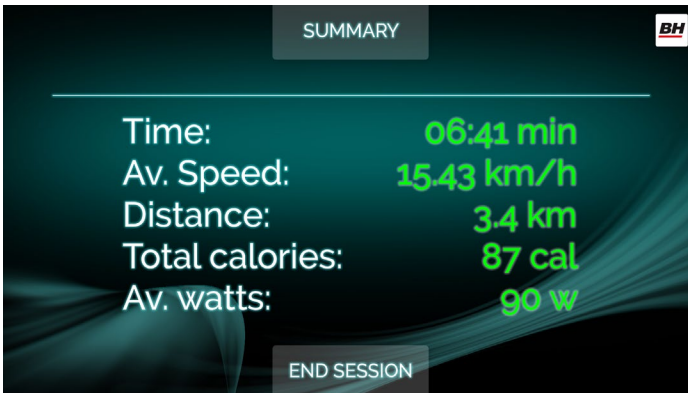 SUMMARY
BH
Time: 06:41 min
Av. Speed: 15.43 km/h
Distance: 3.4 km
Total calories: 87 cal
Av. watts: 90 w
END SESSION